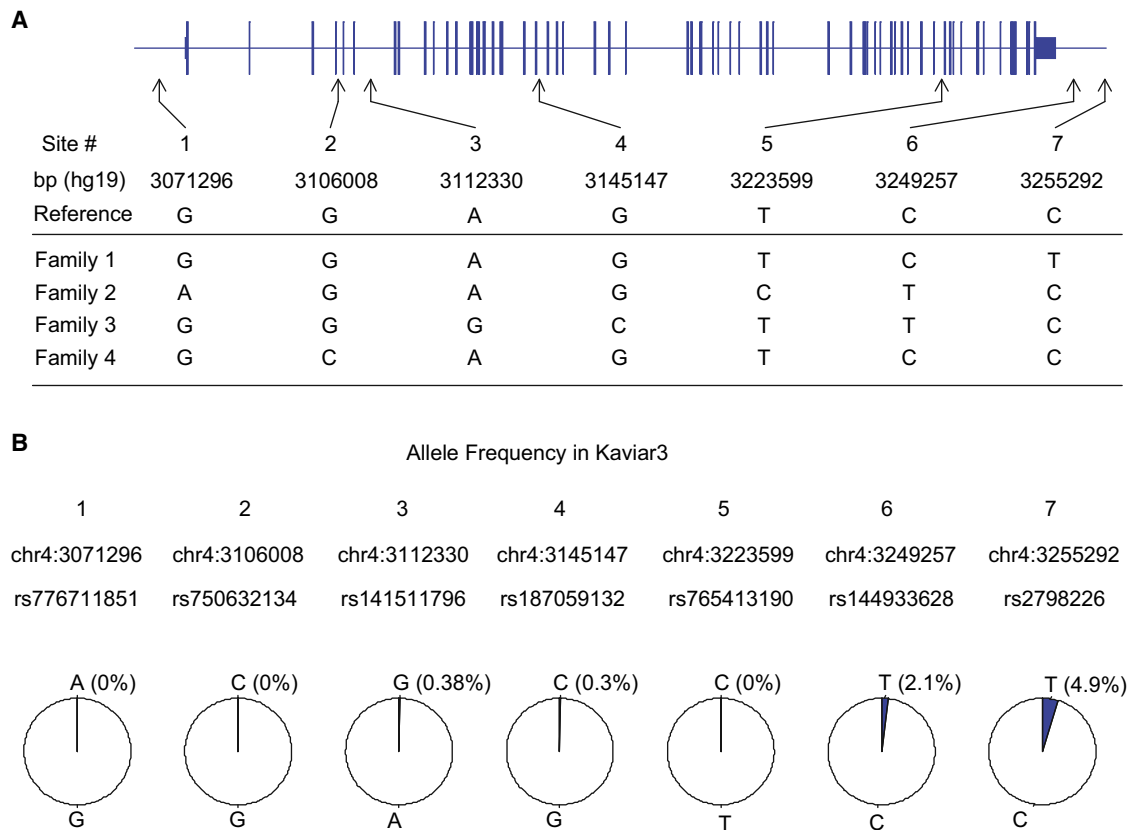 A
Site # 1 2 3 4 5 6 7
bp (hg19) 3071296 3106008 3112330 3145147 3223599 3249257 3255292
Reference G G A G T C C
Family 1 G G A G T C T
Family 2 A G A G C T C
Family 3 G G G C T T C
Family 4 G C A G T C C
B
Allele Frequency in Kaviar3
1 2 3 4 5 6 7
chr4:3071296 chr4:3106008 chr4:3112330 chr4:3145147 chr4:3223599 chr4:3249257 chr4:3255292
rs776711851 rs750632134 rs141511796 rs187059132 rs765413190 rs144933628 rs2798226
A (0%) C (0%) G (0.38%) C (0.3%) C (0%) T (2.1%) T (4.9%)
G G A G T C C